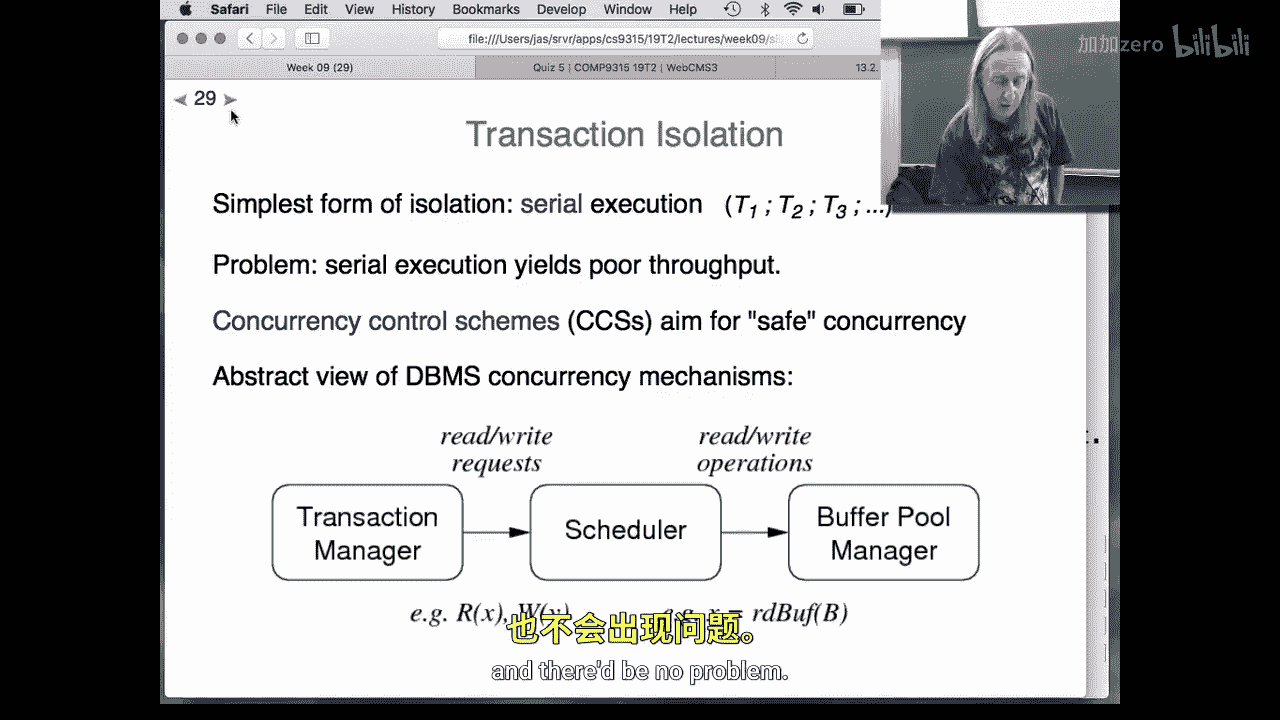 Safari File Edit View History Bookmarks Develop Window Help
file:///Users/jas/srvr/apps/cs9315/19T2/lectures/week09/sli
Week 09 (29)
Quiz 5 | COMP9315 19T2 | WebCMS3
13.2.
加加zero bilibili
29
Transaction Isolation
Simplest form of isolation: serial execution (T1 ; T2 ; T3 ; ...)
Problem: serial execution yields poor throughput.
Concurrency control schemes (CCSs) aim for "safe" concurrency
Abstract view of DBMS concurrency mechanisms:
read/write
requests
read/write
operations
Transaction
Manager
Scheduler
Buffer Pool
Manager
e.g. R(x), W(y)
e.g. x = rdBuf(B)
也不会出现问题。
and there'd be no problem.